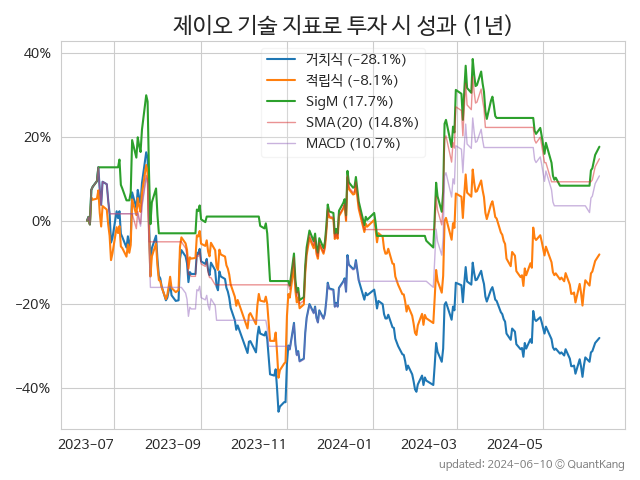 제이오 기술 지표로 투자 시 성과 (1년)
거치식 (-28.1%)
적립식 (-8.1%)
SigM (17.7%)
SMA(20) (14.8%)
MACD (10.7%)
40%
20%
0%
-20%
-40%
2023-07 2023-09 2023-11 2024-01 2024-03 2024-05
updated: 2024-06-10 © QuantKang